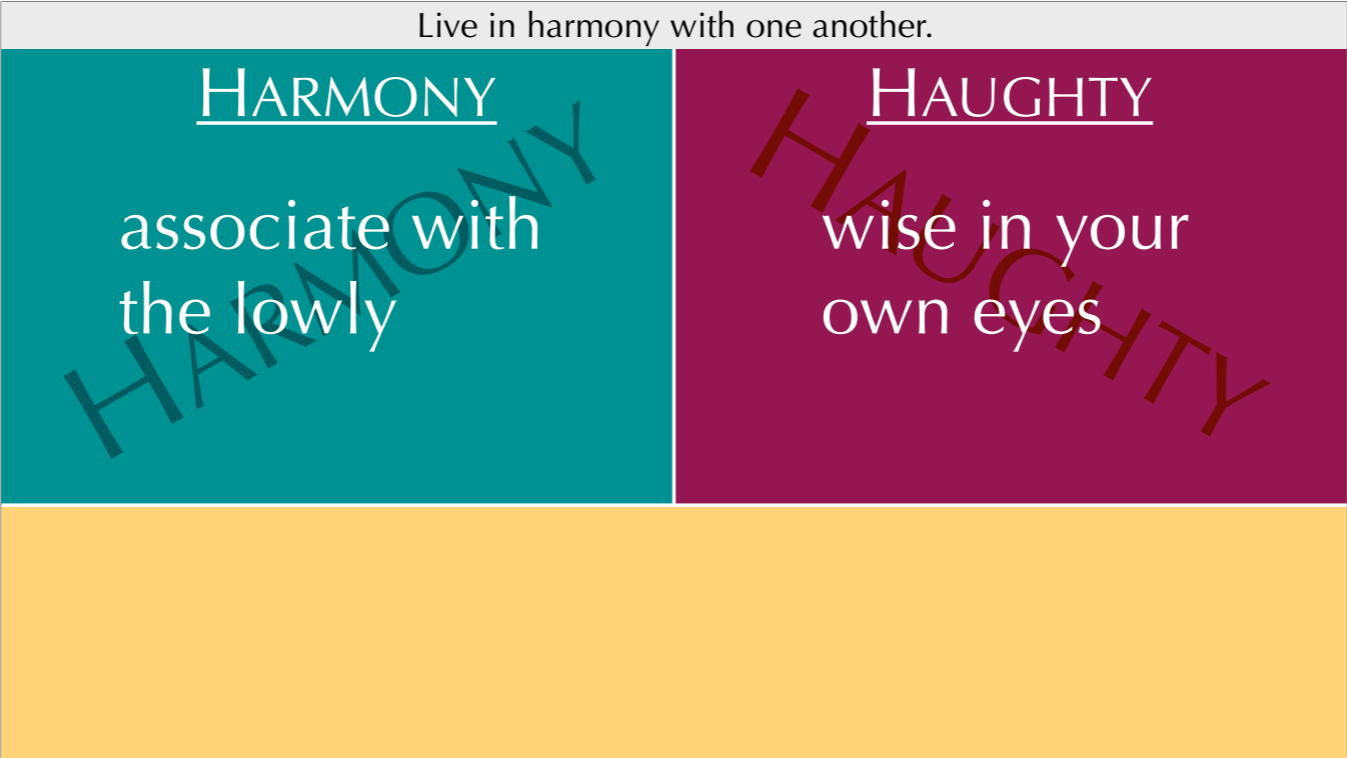 Live in harmony with one another.
HARMONY
HARMONY
associate with
the lowly
HAUGHTY
HAUGHTY
wise in your
own eyes